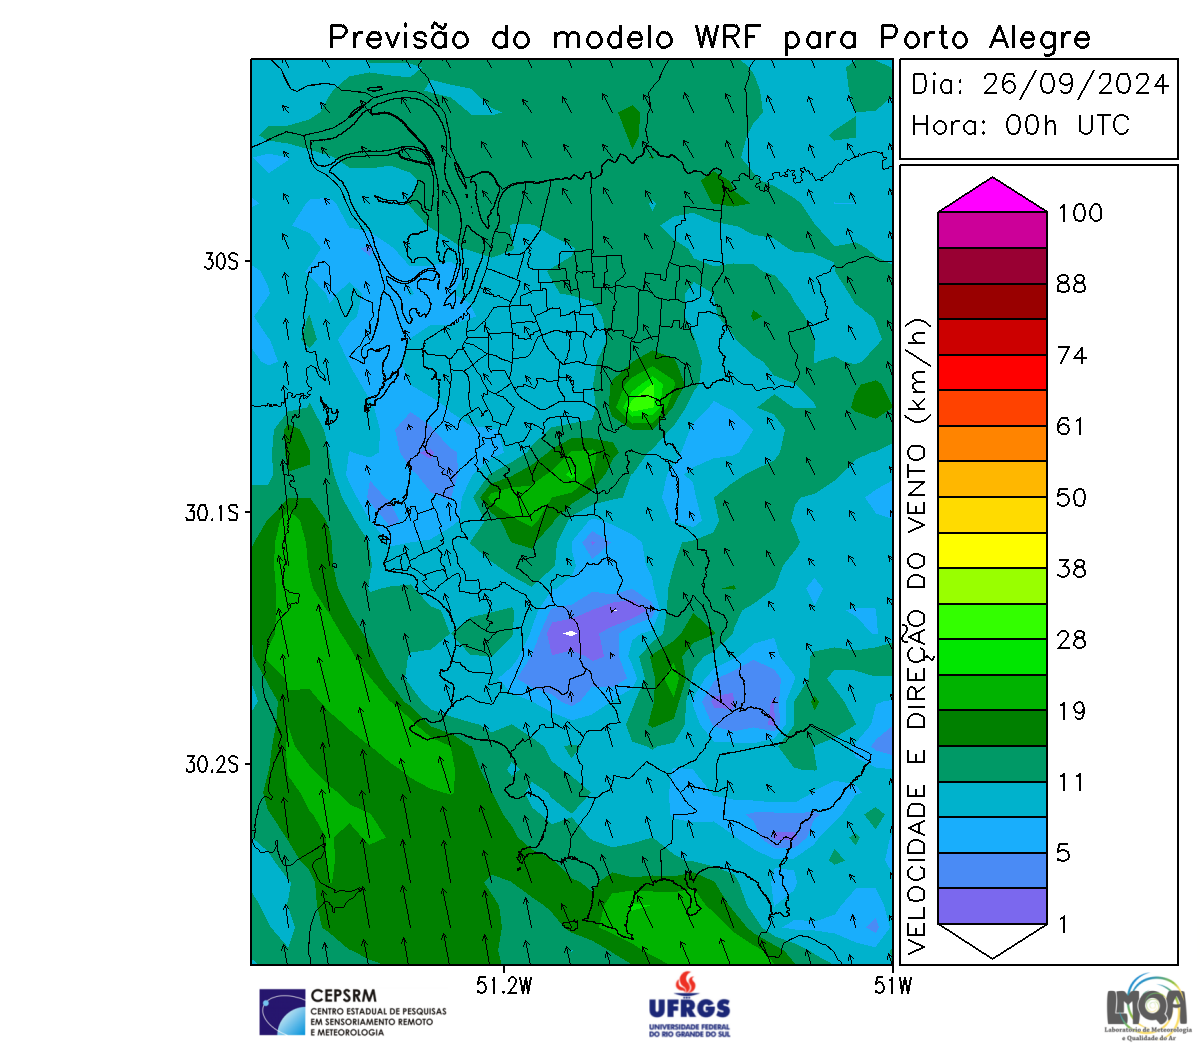 Previsão do modelo WRF para Porto Alegre
Dia: 26/09/2024
Hora: 00h UTC
30S
30.1S
30.2S
51.2W
51W
VELOCIDADE E DIREÇÃO DO VENTO (km/h)
100
88
74
61
50
38
28
19
11
5
1
CEPSRM
CENTRO ESTADUAL DE PESQUISAS
EM SENSORIAMENTO REMOTO
E METEOROLOGIA
UFRGS
UNIVERSIDADE FEDERAL
DO RIO GRANDE DO SUL
LMQA
Laboratório de Meteorologia
e Qualidade do Ar